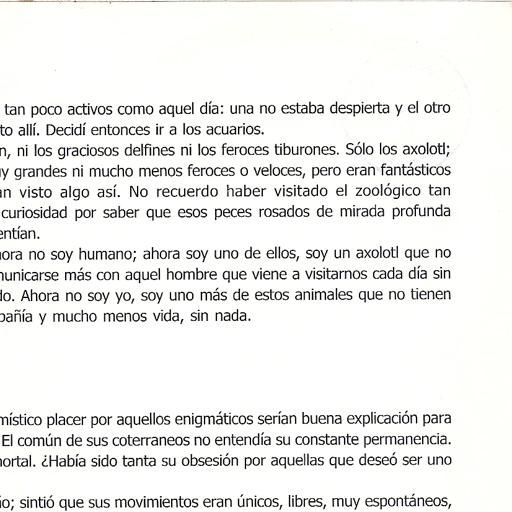 tan poco activos como aquel día: una no estaba despierta y el otro
to allí. Decidí entonces ir a los acuarios.
n, ni los graciosos delfines ni los feroces tiburones. Sólo los axolotl;
y grandes ni mucho menos feroces o veloces, pero eran fantásticos
an visto algo así. No recuerdo haber visitado el zoológico tan
curiosidad por saber que esos peces rosados de mirada profunda
entían.
ora no soy humano; ahora soy uno de ellos, soy un axolotl que no
municarse más con aquel hombre que viene a visitarnos cada día sin
do. Ahora no soy yo, soy uno más de estos animales que no tienen
pañía y mucho menos vida, sin nada.
místico placer por aquellos enigmáticos serían buena explicación para
El común de sus coterraneos no entendía su constante permanencia.
mortal. ¿Había sido tanta su obsesión por aquellas que deseó ser uno
o; sintió que sus movimientos eran únicos, libres, muy espontáneos,